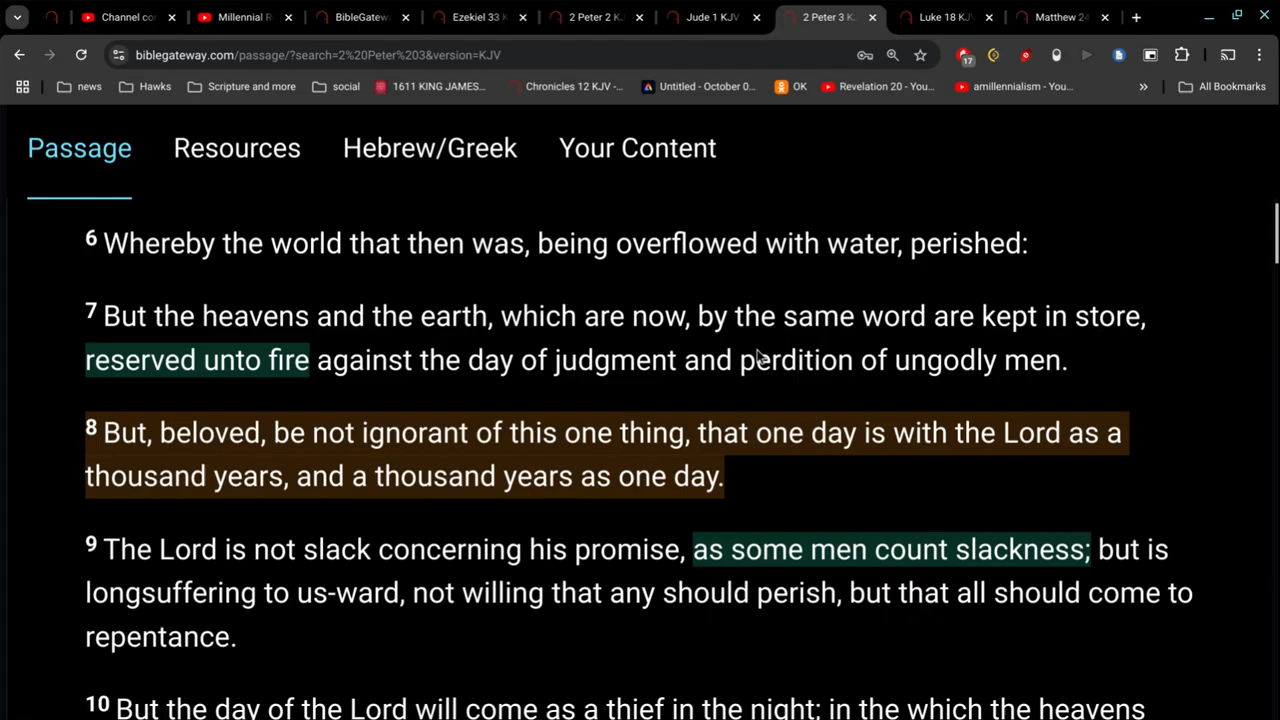 Channel con
Millennial R
BibleGatew
Ezekiel 33 K
2 Peter 2 K
Jude 1 KJV
2 Peter 3 K
Luke 18 KJV
Matthew 24
biblegateway.com/passage/?search=2%20Peter%203&version=KJV
17
news
Hawks
Scripture and more
social
1611 KING JAMES...
Chronicles 12 KJV -...
Untitled - October 0...
OK
Revelation 20 - You...
amillennialism - You...
»
All Bookmarks
Passage
Resources
Hebrew/Greek
Your Content
6 Whereby the world that then was, being overflowed with water, perished:
7 But the heavens and the earth, which are now, by the same word are kept in store,
reserved unto fire against the day of judgment and perdition of ungodly men.
8 But, beloved, be not ignorant of this one thing, that one day is with the Lord as a
thousand years, and a thousand years as one day.
9 The Lord is not slack concerning his promise, as some men count slackness; but is
longsuffering to us-ward, not willing that any should perish, but that all should come to
repentance.
10 But the day of the Lord will come as a thief in the night; in the which the heavens